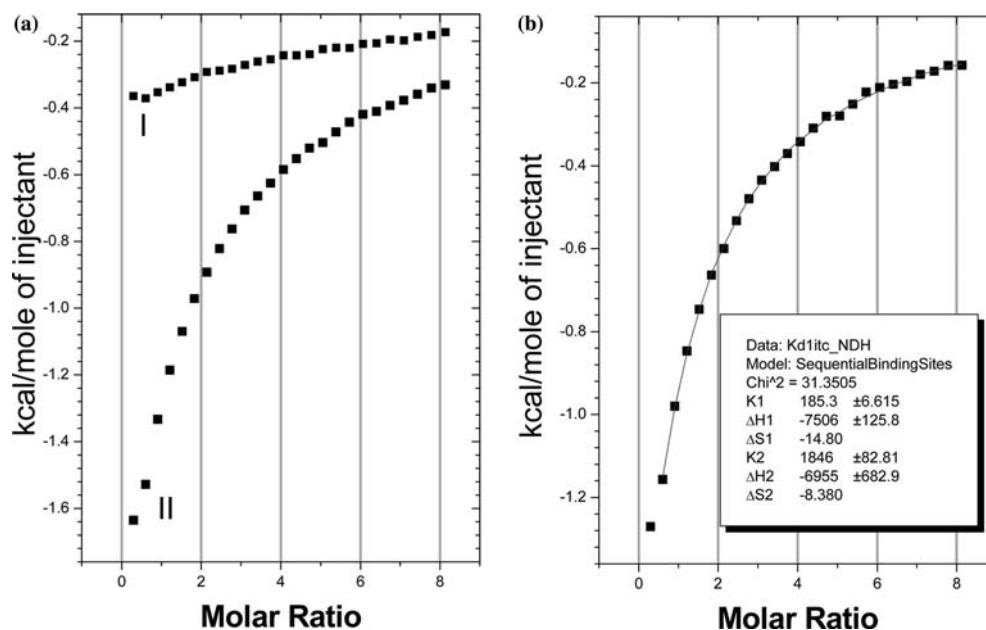 (a)
-0.2
-0.4
-0.6
-0.8
-1.0
-1.2
-1.4
-1.6
kcal/mole of injectant
I
II
0 2 4 6 8
Molar Ratio
(b)
-0.2
-0.4
-0.6
-0.8
-1.0
-1.2
kcal/mole of injectant
Data: Kd1itc_NDH
Model: SequentialBindingSites
Chi^2 = 31.3505
K1 185.3 ±6.615
ΔH1 -7506 ±125.8
ΔS1 -14.80
K2 1846 ±82.81
ΔH2 -6955 ±682.9
ΔS2 -8.380
0 2 4 6 8
Molar Ratio